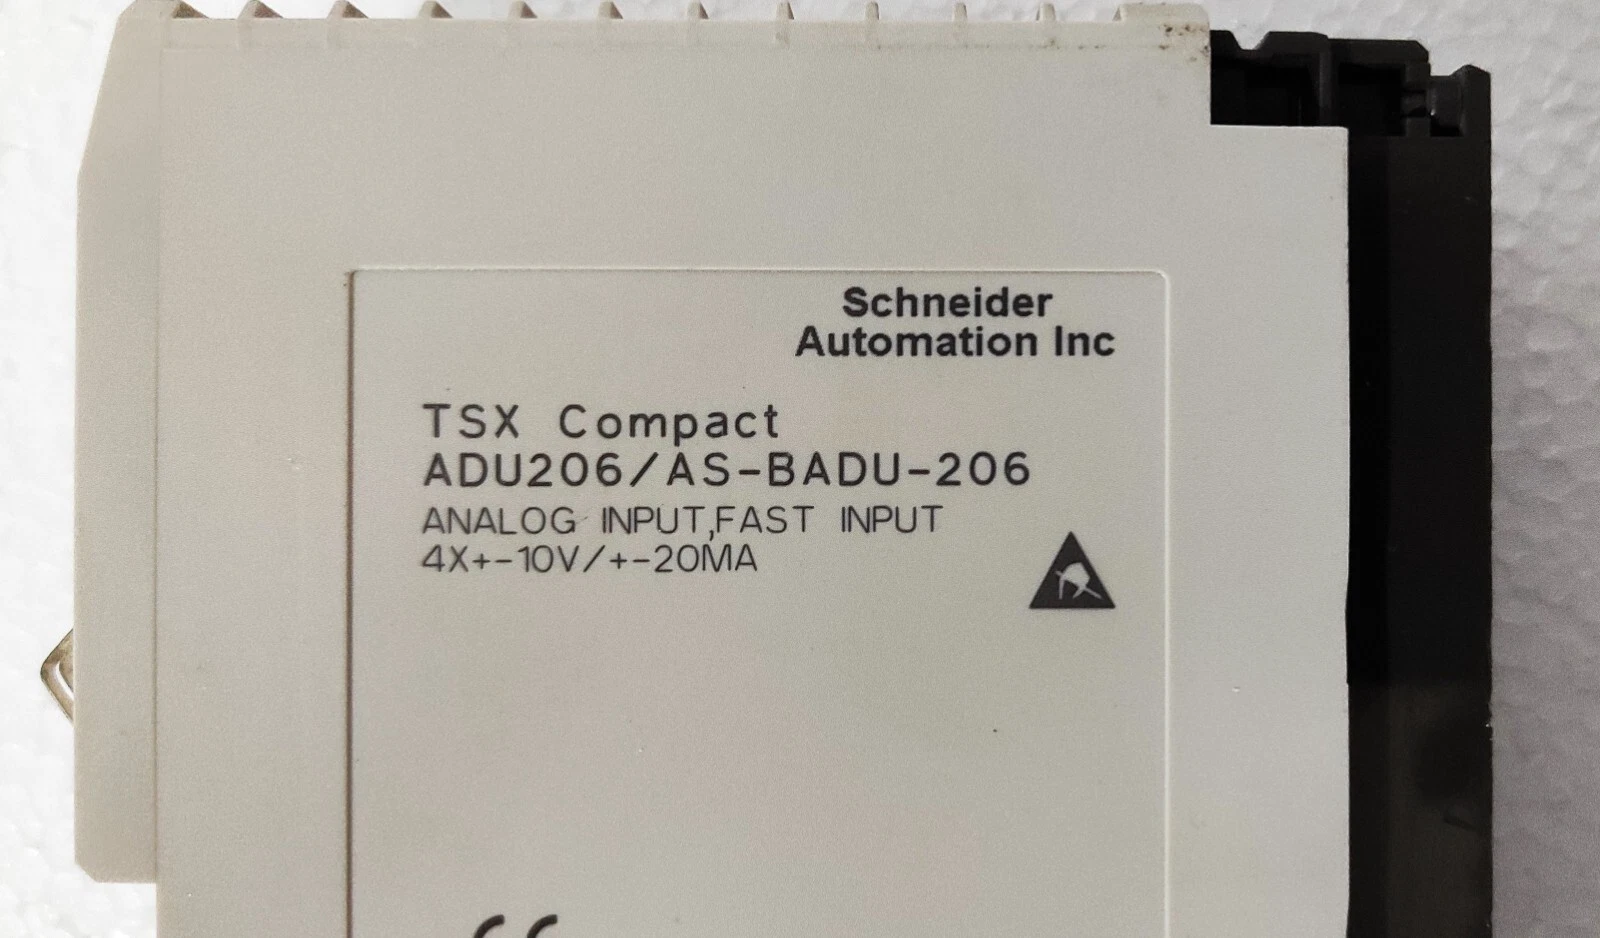 Schneider
Automation Inc
TSX Compact
ADU206/AS-BADU-206
ANALOG INPUT,FAST INPUT
4X+-10V/+-20MA